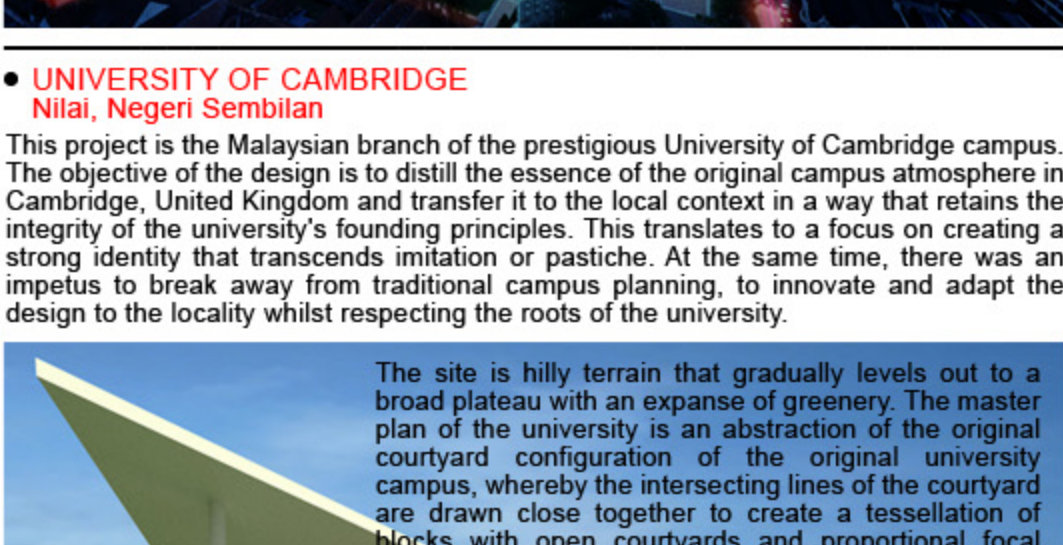 • UNIVERSITY OF CAMBRIDGE
Nilai, Negeri Sembilan
This project is the Malaysian branch of the prestigious University of Cambridge campus.
The objective of the design is to distill the essence of the original campus atmosphere in
Cambridge, United Kingdom and transfer it to the local context in a way that retains the
integrity of the university's founding principles. This translates to a focus on creating a
strong identity that transcends imitation or pastiche. At the same time, there was an
impetus to break away from traditional campus planning, to innovate and adapt the
design to the locality whilst respecting the roots of the university.
The site is hilly terrain that gradually levels out to a
broad plateau with an expanse of greenery. The master
plan of the university is an abstraction of the original
courtyard configuration of the original university
campus, whereby the intersecting lines of the courtyard
are drawn close together to create a tessellation of
blocks with open courtyards and proportional focal